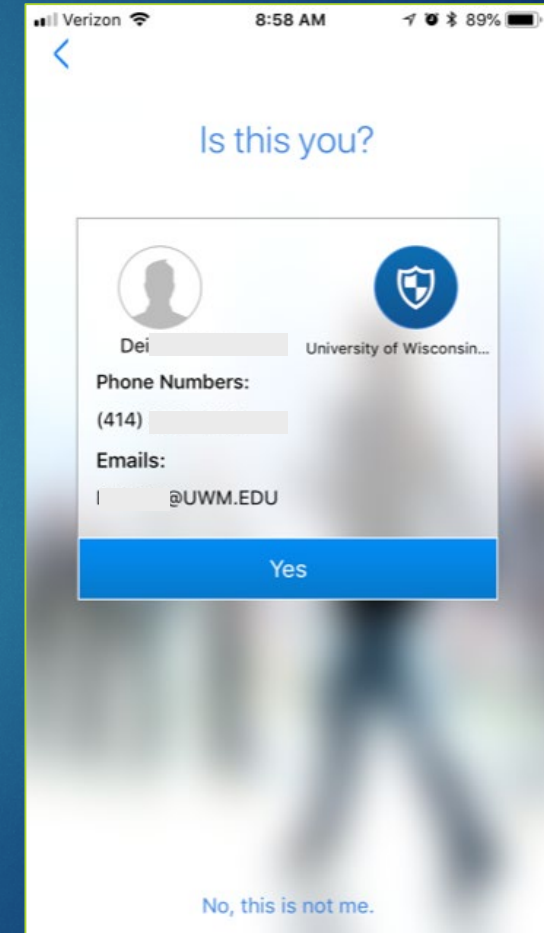 Verizon 8:58 AM 89%
Is this you?
Dei
University of Wisconsin...
Phone Numbers:
(414)
Emails:
@UWM.EDU
Yes
No, this is not me.